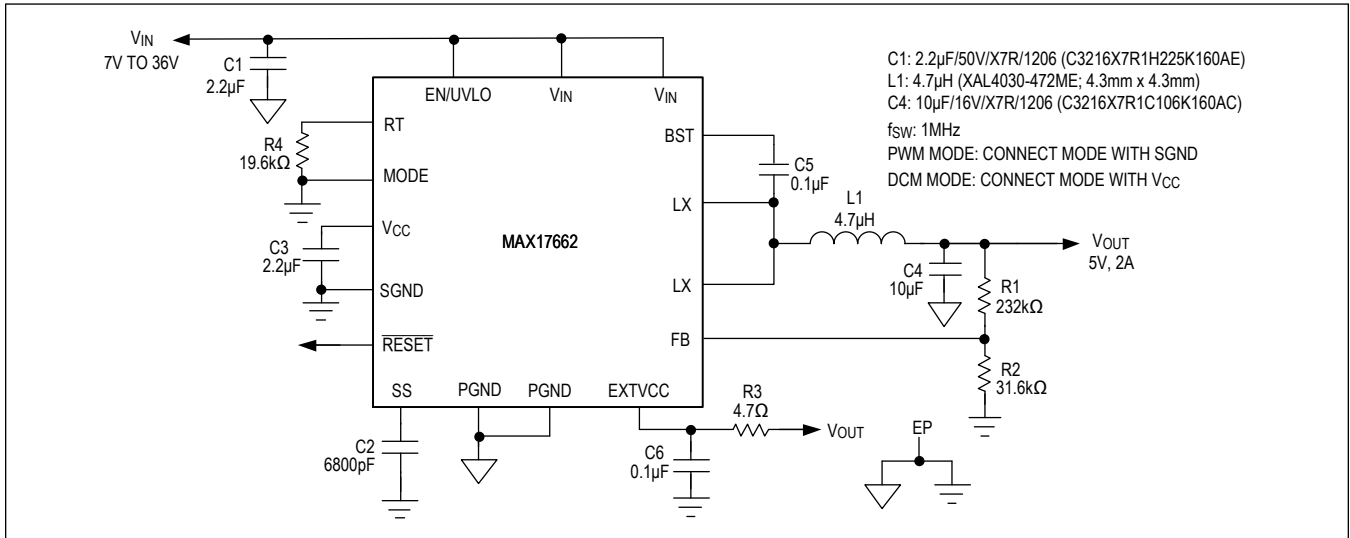 VIN
7V TO 36V
C1
2.2µF
EN/UVLO
VIN
VIN
C1: 2.2µF/50V/X7R/1206 (C3216X7R1H225K160AE)
L1: 4.7µH (XAL4030-472ME; 4.3mm x 4.3mm)
C4: 10µF/16V/X7R/1206 (C3216X7R1C106K160AC)
fSW: 1MHz
PWM MODE: CONNECT MODE WITH SGND
DCM MODE: CONNECT MODE WITH VCC
RT
R4
19.6kΩ
MODE
VCC
C3
2.2µF
SGND
RESET
MAX17662
BST
C5
0.1µF
LX
L1
4.7µH
LX
VOUT
5V, 2A
C4
10µF
R1
232kΩ
FB
R2
31.6kΩ
SS
PGND
PGND
EXTVCC
C2
6800pF
R3
4.7Ω
VOUT
C6
0.1µF
EP